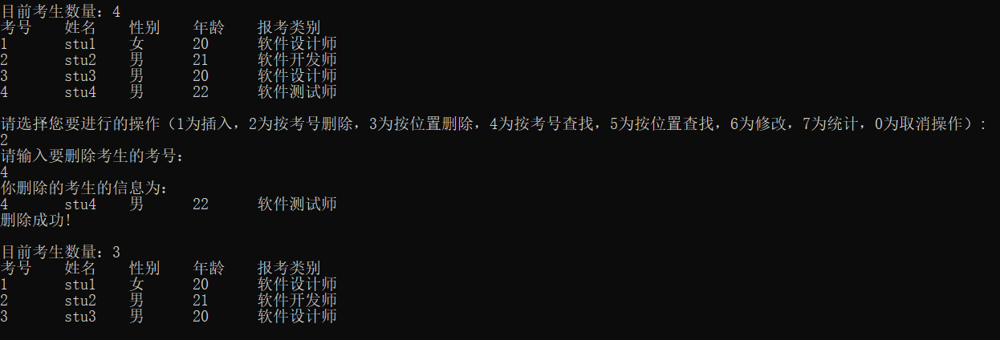 目前考生数量：4
考号 姓名 性别 年龄 报考类别
1 stu1 女 20 软件设计师
2 stu2 男 21 软件开发师
3 stu3 男 20 软件设计师
4 stu4 男 22 软件测试师
请选择您要进行的操作（1为插入，2为按考号删除，3为按位置删除，4为按考号查找，5为按位置查找，6为修改，7为统计，0为取消操作）:
2
请输入要删除考生的考号：
4
你删除的考生的信息为：
4 stu4 男 22 软件测试师
删除成功!
目前考生数量：3
考号 姓名 性别 年龄 报考类别
1 stu1 女 20 软件设计师
2 stu2 男 21 软件开发师
3 stu3 男 20 软件设计师